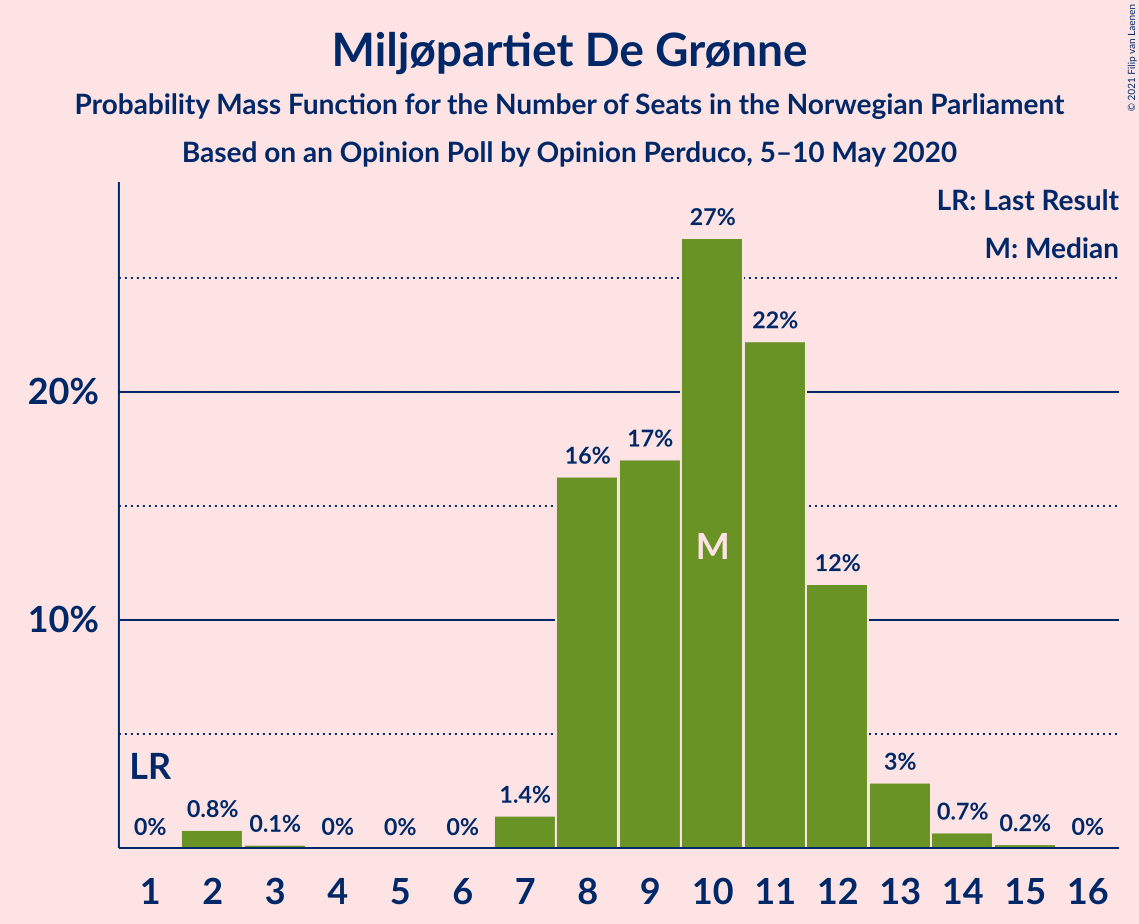 Miljøpartiet De Grønne
Probability Mass Function for the Number of Seats in the Norwegian Parliament
Based on an Opinion Poll by Opinion Perduco, 5–10 May 2020
© 2021 Filip van Laenen
LR: Last Result
M: Median
27%
22%
20%
17%
16%
M
12%
10%
LR
3%
1.4%
0% 0.8% 0.1% 0% 0% 0% 0.7% 0.2% 0%
1 2 3 4 5 6 7 8 9 10 11 12 13 14 15 16